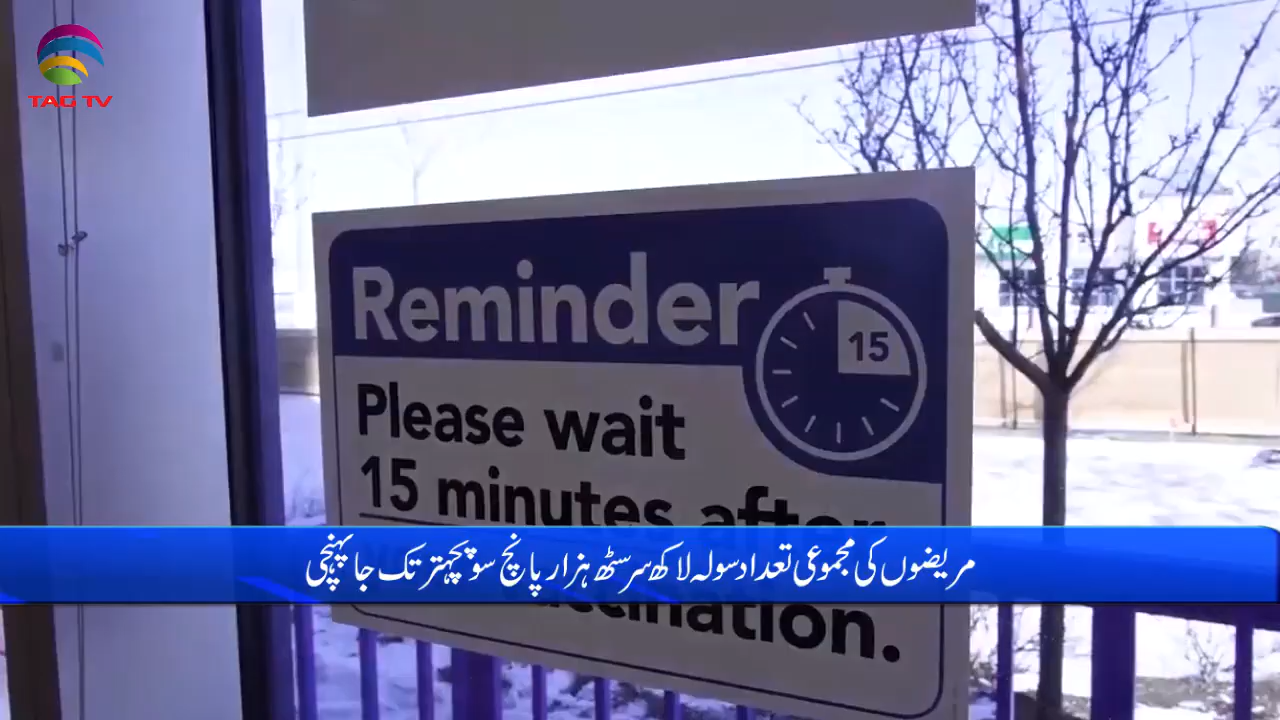 TAG TV
Reminder
15
Please wait
15 minutes after
مریضوں کی مجموعی تعداد سولہ لاکھ سرسٹھ ہزار پانچ سو پچھتر تک جا پہنچی
vaccination.